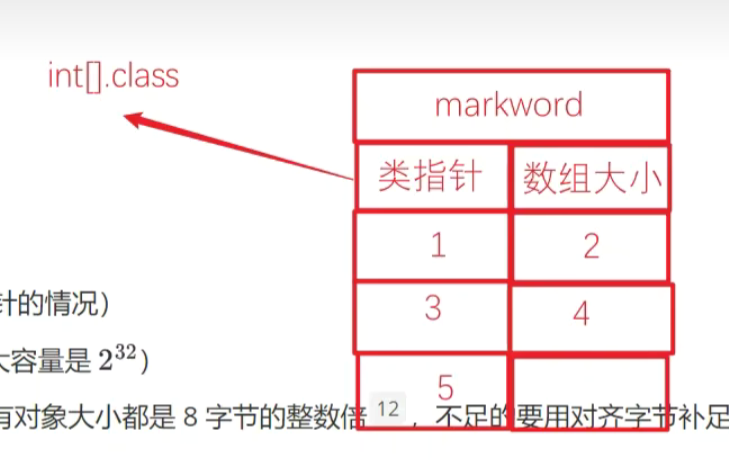 int[].class
markword
类指针 数组大小
1 2
针的情况）
3 4
大容量是 2³²）
5
有对象大小都是 8 字节的整数倍 12 ，不足的要用对齐字节补足